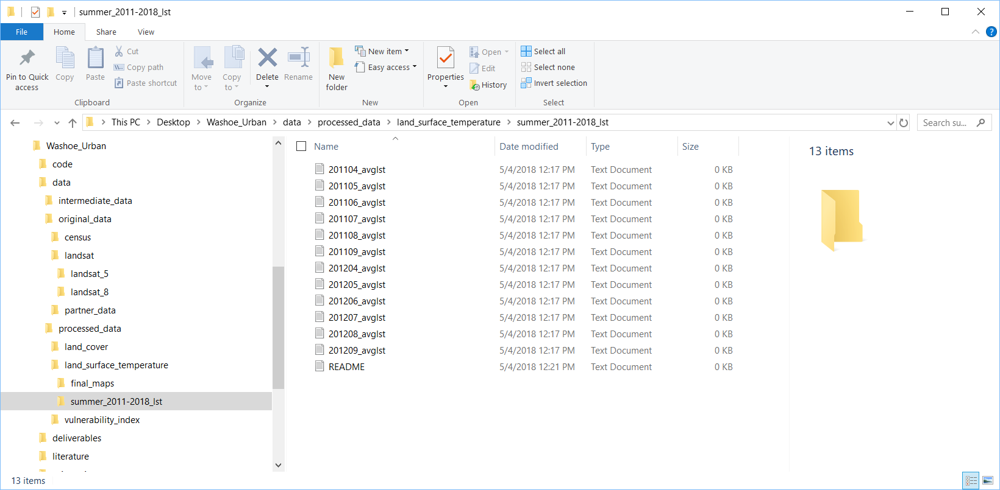 summer_2011-2018_lst
File Home Share View
Pin to Quick access
Copy
Paste
Cut
Copy path
Paste shortcut
Clipboard
Move to
Copy to
Delete
Rename
Organize
New folder
New item
Easy access
New
Properties
Open
Edit
History
Open
Select all
Select none
Invert selection
Select
This PC > Desktop > Washoe_Urban > data > processed_data > land_surface_temperature > summer_2011-2018_lst
Search su...
Washoe_Urban
code
data
intermediate_data
original_data
census
landsat
landsat_5
landsat_8
partner_data
processed_data
land_cover
land_surface_temperature
final_maps
summer_2011-2018_lst
vulnerability_index
deliverables
literature
Name Date modified Type Size
201104_avglst 5/4/2018 12:17 PM Text Document 0 KB
201105_avglst 5/4/2018 12:17 PM Text Document 0 KB
201106_avglst 5/4/2018 12:17 PM Text Document 0 KB
201107_avglst 5/4/2018 12:17 PM Text Document 0 KB
201108_avglst 5/4/2018 12:17 PM Text Document 0 KB
201109_avglst 5/4/2018 12:17 PM Text Document 0 KB
201204_avglst 5/4/2018 12:17 PM Text Document 0 KB
201205_avglst 5/4/2018 12:17 PM Text Document 0 KB
201206_avglst 5/4/2018 12:17 PM Text Document 0 KB
201207_avglst 5/4/2018 12:17 PM Text Document 0 KB
201208_avglst 5/4/2018 12:17 PM Text Document 0 KB
201209_avglst 5/4/2018 12:17 PM Text Document 0 KB
README 5/4/2018 12:21 PM Text Document 0 KB
13 items
13 items